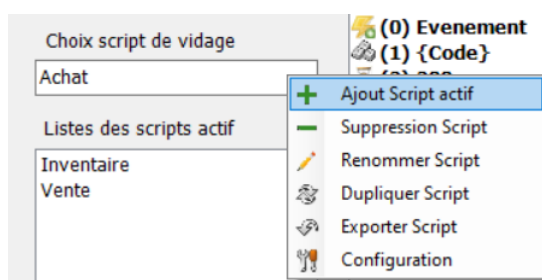 Choix script de vidage
Achat
Listes des scripts actif
Inventaire
Vente
(0) Evenement
(1) {Code}
Ajout Script actif
Suppression Script
Renommer Script
Dupliquer Script
Exporter Script
Configuration